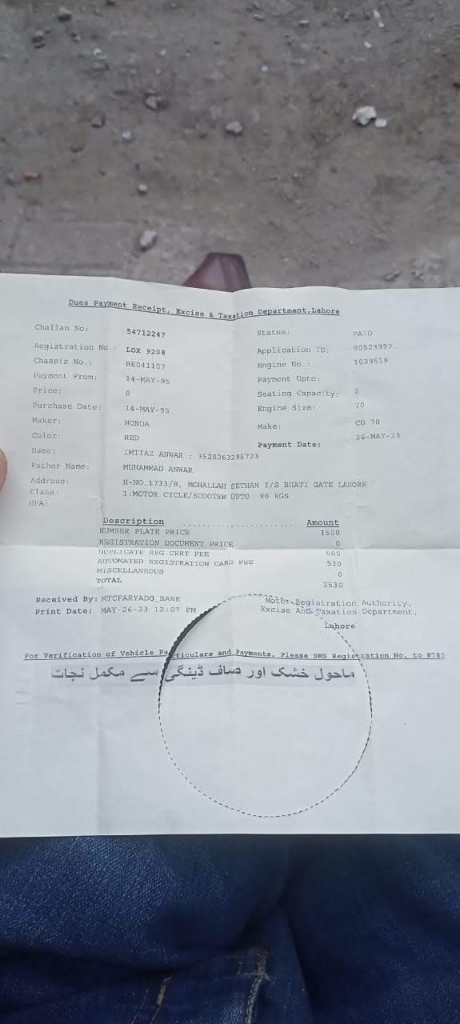 Dues Payment Receipt, Excise & Taxation Department,Lahore
Challan No: 54712247 Status: PAID
Registration No.: LOX 9208 Application ID:
Chassis No.: Engine No.:
Payment From: 14-MAY-95 Payment Upto:
Price: 0 Seating Capacity: 2
Purchase Date: 14-MAY-95 Engine Size: 70
Maker: HONDA Make: CD 70
Color: RED Payment Date: 26-MAY-23
Name: IMTIAZ ANWAR :
Father Name: MUHAMMAD ANWAR
Address: H-NO.1733/H, MOHALLAH SETHAN I/S BHATI GATE LAHORE
Class: 1:MOTOR CYCLE/SCOOTER UPTO 90 KGS
HPA:
Description Amount
NUMBER PLATE PRICE 1500
REGISTRATION DOCUMENT PRICE 0
DUPLICATE REG CERT FEE
AUTOMATED REGISTRATION CARD FEE 530
MISCELLANEOUS 0
TOTAL 2530
Received By: MTCFARYADG_BANK Motor Registration Authority,
Print Date: MAY-26-23 12:07 PM Excise And Taxation Department,
Lahore
For Verification of Vehicle Particulars and Payments, Please SMS Registration No. to 8785
ماحول خشک اور صاف ڈینگی سے مکمل نجات